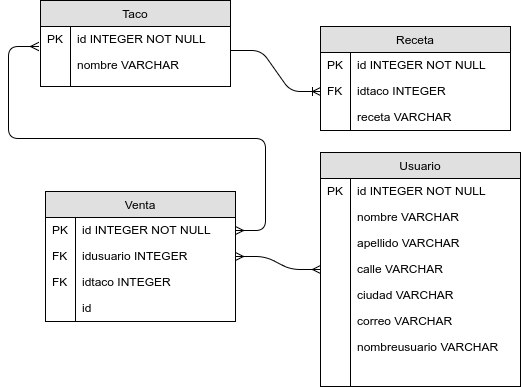 Taco
PK id INTEGER NOT NULL
nombre VARCHAR
Receta
PK id INTEGER NOT NULL
FK idtaco INTEGER
receta VARCHAR
Venta
PK id INTEGER NOT NULL
FK idusuario INTEGER
FK idtaco INTEGER
id
Usuario
PK id INTEGER NOT NULL
nombre VARCHAR
apellido VARCHAR
calle VARCHAR
ciudad VARCHAR
correo VARCHAR
nombreusuario VARCHAR